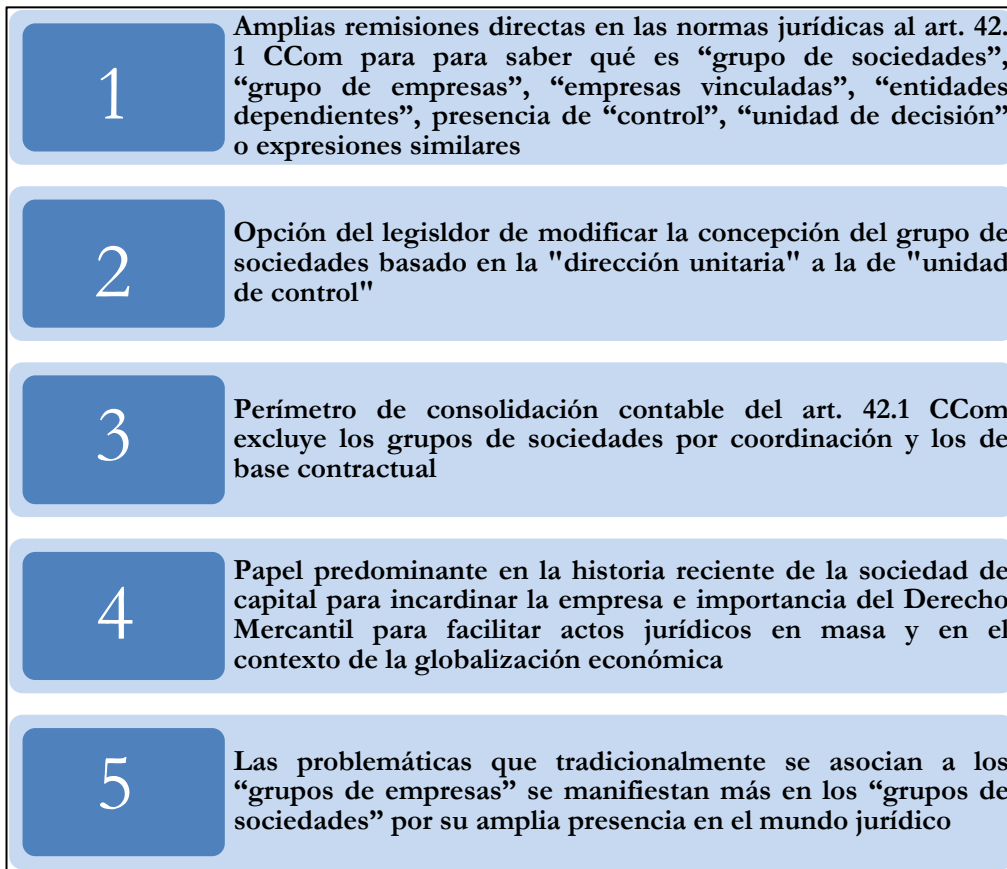 1
Amplias remisiones directas en las normas jurídicas al art. 42.
1 CCom para para saber qué es “grupo de sociedades”,
“grupo de empresas”, “empresas vinculadas”, “entidades
dependientes”, presencia de “control”, “unidad de decisión”
o expresiones similares
2
Opción del legisldor de modificar la concepción del grupo de
sociedades basado en la "dirección unitaria" a la de "unidad
de control"
3
Perímetro de consolidación contable del art. 42.1 CCom
excluye los grupos de sociedades por coordinación y los de
base contractual
4
Papel predominante en la historia reciente de la sociedad de
capital para incardinar la empresa e importancia del Derecho
Mercantil para facilitar actos jurídicos en masa y en el
contexto de la globalización económica
5
Las problemáticas que tradicionalmente se asocian a los
“grupos de empresas” se manifiestan más en los “grupos de
sociedades” por su amplia presencia en el mundo jurídico